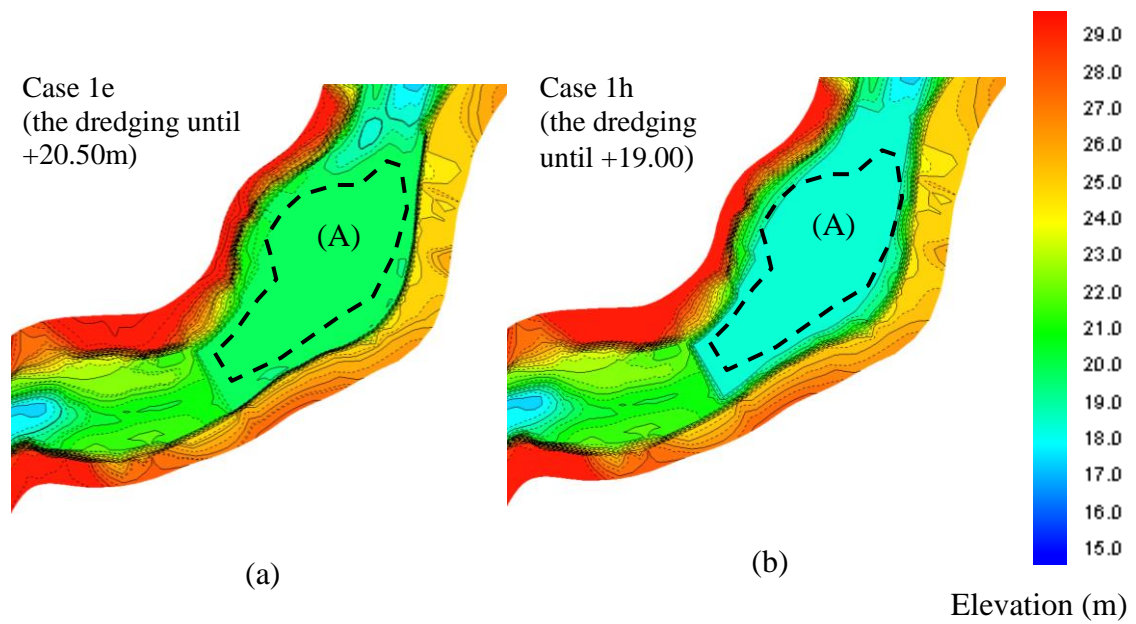 Case 1e
(the dredging until
+20.50m)
(A)
(a)
Case 1h
(the dredging
until +19.00)
(A)
(b)
29.0
28.0
27.0
26.0
25.0
24.0
23.0
22.0
21.0
20.0
19.0
18.0
17.0
16.0
15.0
Elevation (m)